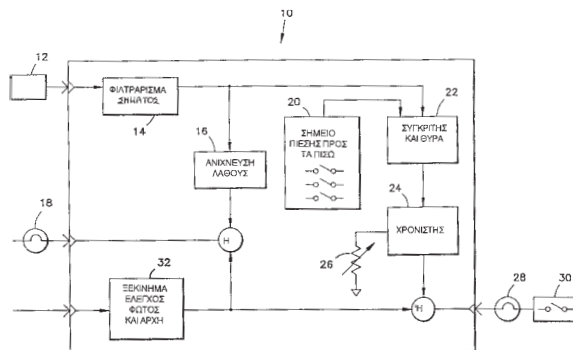 10
12
ΦΙΛΤΡΑΡΙΣΜΑ
ΣΗΜΑΤΟΣ
14
16
ΑΝΙΧΝΕΥΣΗ
ΛΑΘΟΥΣ
18
Η
20
ΣΗΜΕΙΟ
ΠΙΕΣΗΣ ΠΡΟΣ
ΤΑ ΠΙΣΩ
22
ΣΥΓΚΡΙΤΗΣ
ΚΑΙ ΘΥΡΑ
24
ΧΡΟΝΙΣΤΗΣ
26
32
ΞΕΚΙΝΗΜΑ
ΕΛΕΓΧΟΣ
ΦΩΤΟΣ
ΚΑΙ ΑΡΧΗ
Ή
28
30